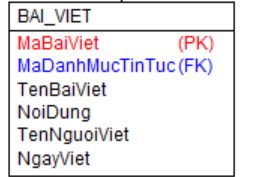 BAI_VIET
MaBaiViet (PK)
MaDanhMucTinTuc (FK)
TenBaiViet
NoiDung
TenNguoiViet
NgayViet